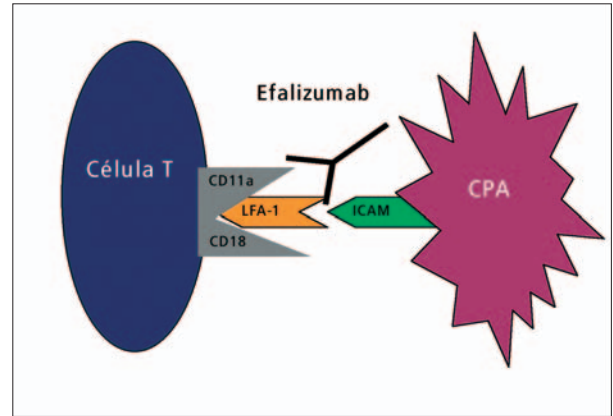 Efalizumab
Célula T
CD11a
CPA
LFA-1
ICAM
CD18